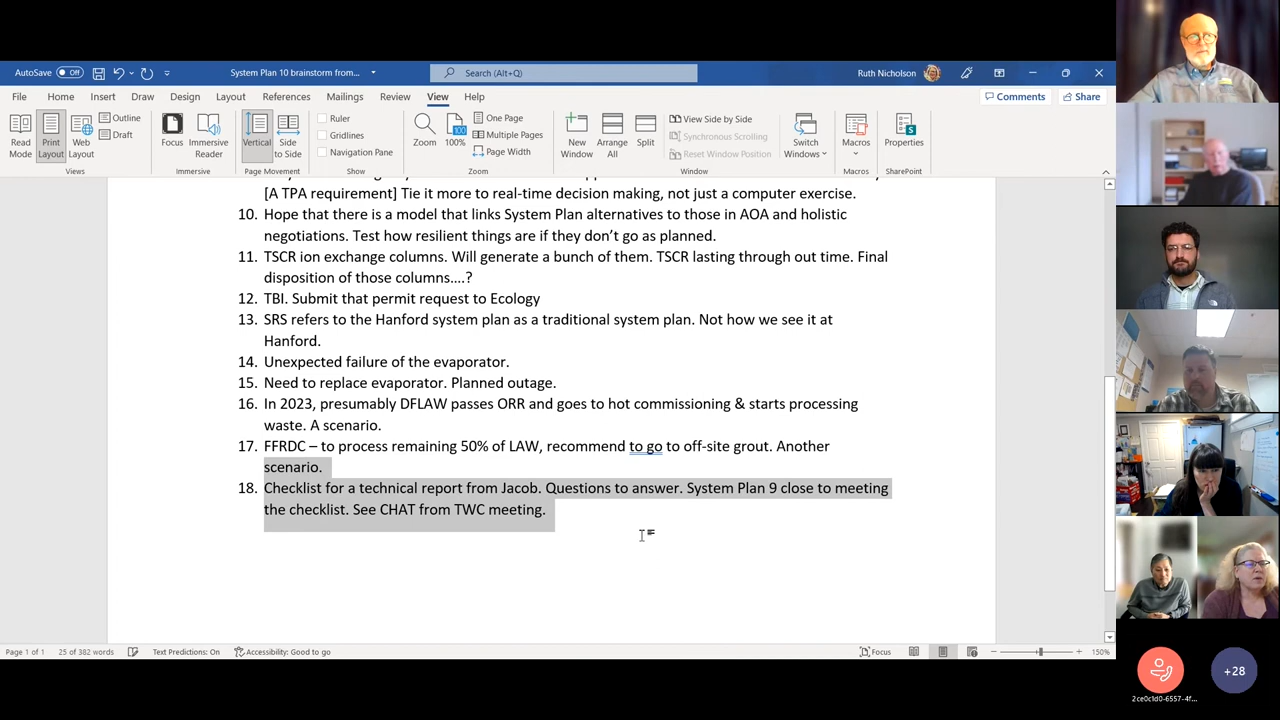 AutoSave Off System Plan 10 brainstorm from... Search (Alt+Q) Ruth Nicholson
File Home Insert Draw Design Layout References Mailings Review View Help Comments Share
Read Mode Print Layout Web Layout Outline Draft Focus Immersive Reader Vertical Side to Side Ruler Gridlines Navigation Pane Zoom 100% One Page Multiple Pages Page Width New Window Arrange All Split View Side by Side Synchronous Scrolling Reset Window Position Switch Windows Macros Properties
Views Immersive Page Movement Show Zoom Window Macros SharePoint
[A TPA requirement] Tie it more to real-time decision making, not just a computer exercise.
10. Hope that there is a model that links System Plan alternatives to those in AOA and holistic
negotiations. Test how resilient things are if they don’t go as planned.
11. TSCR ion exchange columns. Will generate a bunch of them. TSCR lasting through out time. Final
disposition of those columns....?
12. TBI. Submit that permit request to Ecology
13. SRS refers to the Hanford system plan as a traditional system plan. Not how we see it at
Hanford.
14. Unexpected failure of the evaporator.
15. Need to replace evaporator. Planned outage.
16. In 2023, presumably DFLAW passes ORR and goes to hot commissioning & starts processing
waste. A scenario.
17. FFRDC – to process remaining 50% of LAW, recommend to go to off-site grout. Another
scenario.
18. Checklist for a technical report from Jacob. Questions to answer. System Plan 9 close to meeting
the checklist. See CHAT from TWC meeting.
Page 1 of 1 25 of 382 words Text Predictions: On Accessibility: Good to go Focus 150%
2ce0c1d0-6557-4f... +28